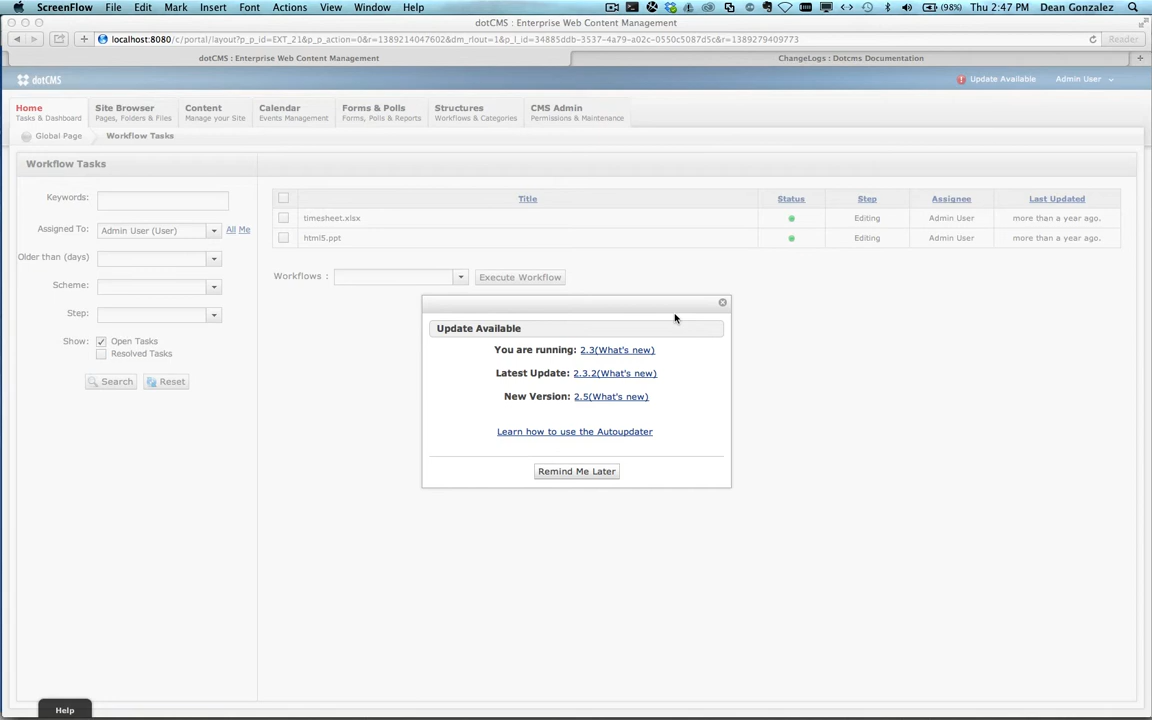 ScreenFlow File Edit Mark Insert Font Actions View Window Help (98%) Thu 2:47 PM Dean Gonzalez
dotCMS : Enterprise Web Content Management
localhost:8080/c/portal/layout?p_p_id=EXT_21&p_p_action=0&r=1389214047602&dm_rlout=1&p_l_id=34885ddb-3537-4a79-a02c-0550c5087d5c&r=1389279409773 Reader
dotCMS : Enterprise Web Content Management ChangeLogs : Dotcms Documentation
dotCMS Update Available Admin User
Home Site Browser Content Calendar Forms & Polls Structures CMS Admin
Tasks & Dashboard Pages, Folders & Files Manage your Site Events Management Forms, Polls & Reports Workflows & Categories Permissions & Maintenance
Global Page Workflow Tasks
Workflow Tasks
Keywords:
Assigned To: Admin User (User) All Me
Older than (days)
Scheme:
Step:
Show: Open Tasks
Resolved Tasks
Search Reset
Title Status Step Assignee Last Updated
timesheet.xlsx Editing Admin User more than a year ago.
html5.ppt Editing Admin User more than a year ago.
Workflows : Execute Workflow
Update Available
You are running: 2.3(What's new)
Latest Update: 2.3.2(What's new)
New Version: 2.5(What's new)
Learn how to use the Autoupdater
Remind Me Later
Help